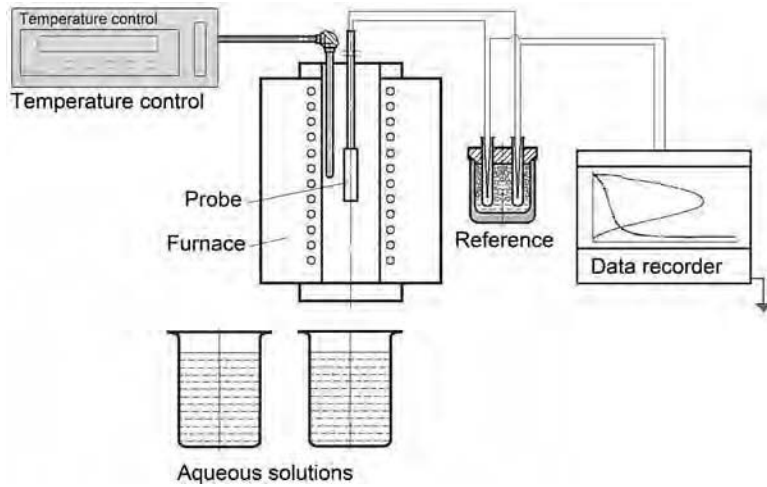 Temperature control
Temperature control
Probe
Furnace
Reference
Data recorder
Aqueous solutions